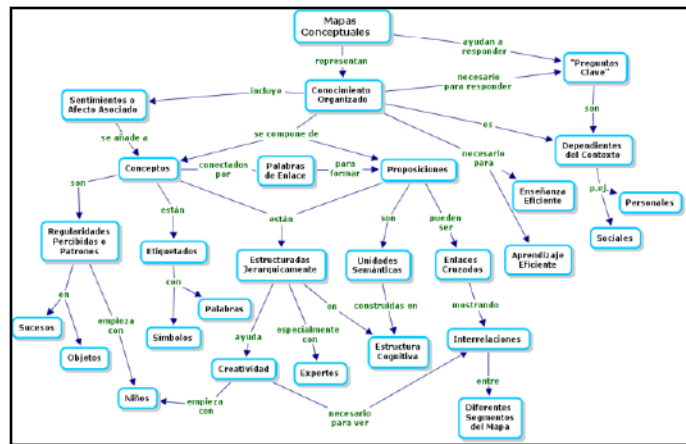 Mapas
Conceptuales
ayudan a
responder
representan
"Preguntas
Clave"
necesario
para responder
Conocimiento
Organizado
incluye
Sentimientos o
Afecto Asociado
son
se añade a
se compone de
es
Dependientes
del Contexto
Conceptos
conectados
por
Palabras
de Enlace
para
formar
Proposiciones
necesario
para
p.ej.
Enseñanza
Eficiente
Personales
son
están
están
son
pueden
ser
Sociales
Regularidades
Percibidas o
Patrones
Etiquetados
Estructuradas
Jerarquicamente
Unidades
Semánticas
Enlaces
Cruzados
Aprendizaje
Eficiente
en
empieza
con
con
Palabras
en
construidas en
mostrando
Sucesos
Objetos
Símbolos
ayuda
especialmente
con
Estructura
Cognitiva
Interrelaciones
Creatividad
Expertos
entre
Niños
empieza
con
necesario
para ver
Diferentes
Segmentos
del Mapa